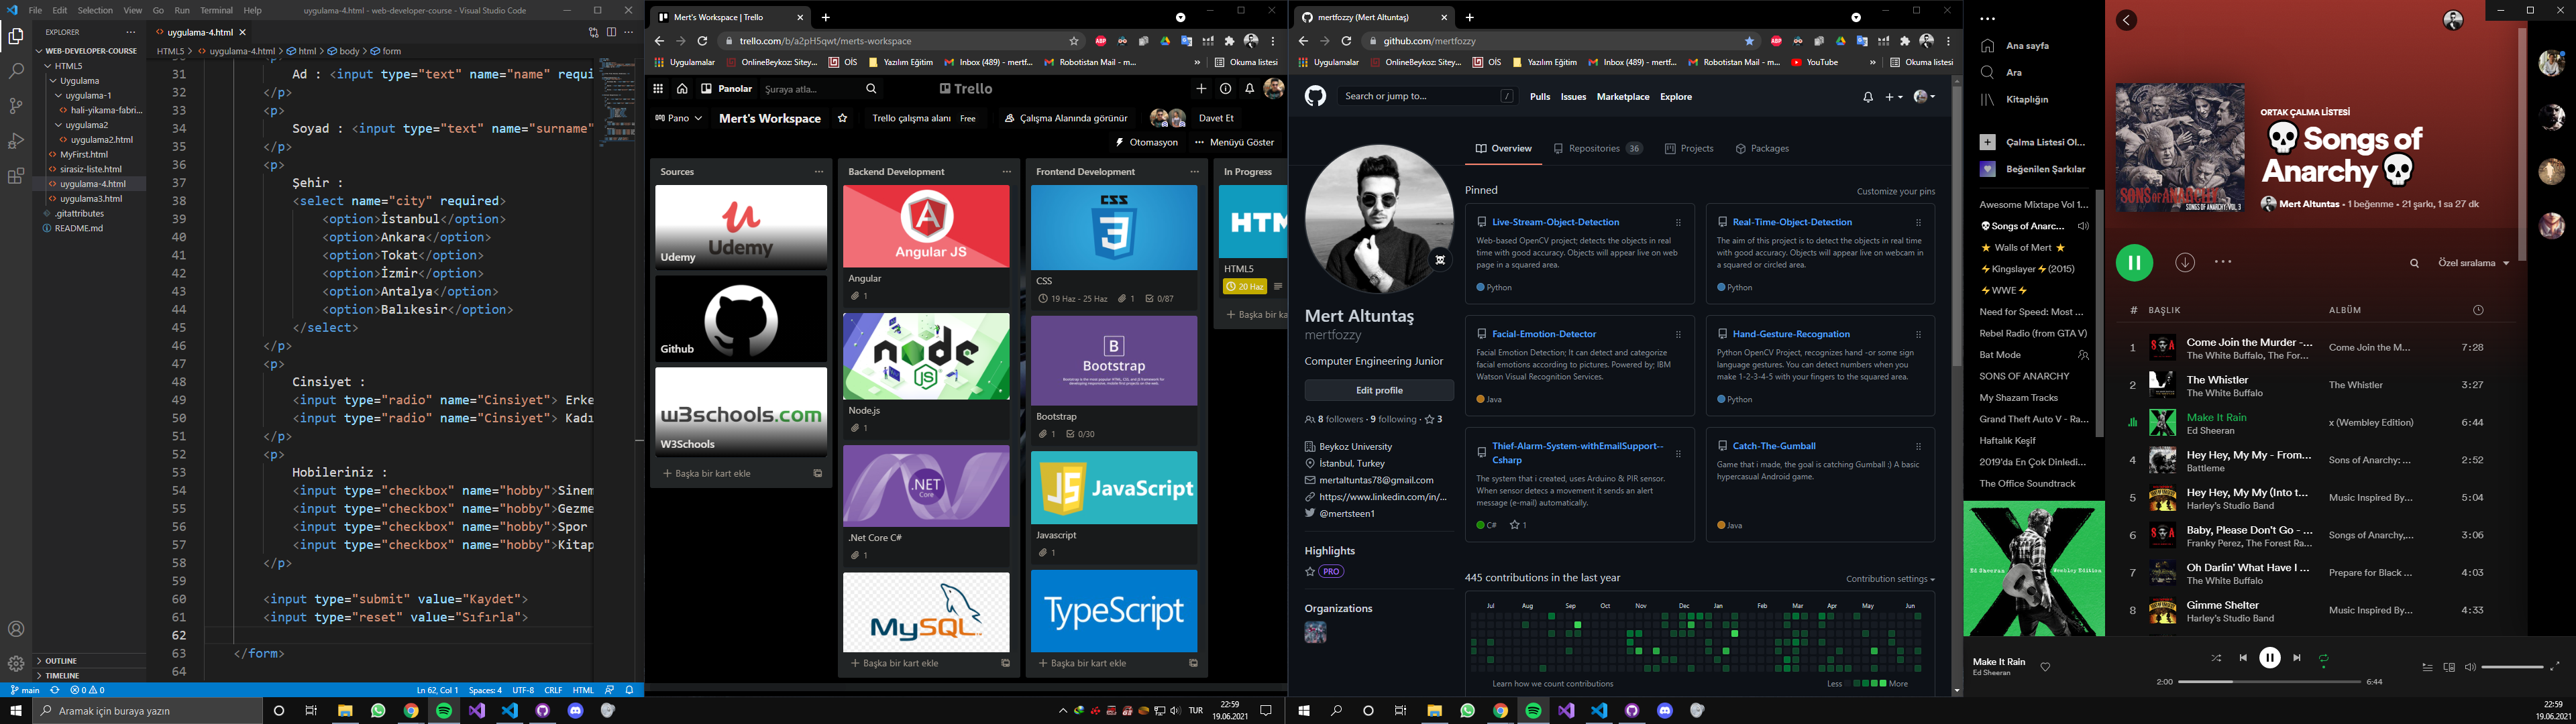 File Edit Selection View Go Run Terminal Help
uygulama-4.html - web-developer-course - Visual Studio Code
EXPLORER
WEB-DEVELOPER-COURSE
HTML5
Uygulama
uygulama-1
hali-yikama-fabri...
uygulama2
uygulama2.html
MyFirst.html
sirasiz-liste.html
uygulama-4.html
uygulama3.html
.gitattributes
README.md
OUTLINE
TIMELINE
uygulama-4.html
HTML5 > uygulama-4.html > html > body > form
31 Ad : <input type="text" name="name" requi
32 </p>
33 <p>
34 Soyad : <input type="text" name="surname"
35 </p>
36 <p>
37 Şehir :
38 <select name="city" required>
39 <option>İstanbul</option>
40 <option>Ankara</option>
41 <option>Tokat</option>
42 <option>İzmir</option>
43 <option>Antalya</option>
44 <option>Balıkesir</option>
45 </select>
46 </p>
47 <p>
48 Cinsiyet :
49 <input type="radio" name="Cinsiyet"> Erke
50 <input type="radio" name="Cinsiyet"> Kadı
51 </p>
52 <p>
53 Hobileriniz :
54 <input type="checkbox" name="hobby">Sinem
55 <input type="checkbox" name="hobby">Gezme
56 <input type="checkbox" name="hobby">Spor
57 <input type="checkbox" name="hobby">Kitap
58 </p>
59
60 <input type="submit" value="Kaydet">
61 <input type="reset" value="Sıfırla">
62
63 </form>
64
main 0 0 Ln 62, Col 1 Spaces: 4 UTF-8 CRLF HTML
Aramak için buraya yazın
Mert's Workspace | Trello
trello.com/b/a2pH5qwt/merts-workspace
Uygulamalar OnlineBeykoz: Sitey... OİS Yazılım Eğitim Inbox (489) - mertf... Robotistan Mail - m... » Okuma listesi
Panolar Şuraya atla... Trello
Pano Mert's Workspace Trello çalışma alanı Free Çalışma Alanında görünür Davet Et
Otomasyon Menüyü Göster
Sources
Udemy
Udemy
Github
w3schools.com
W3Schools
Başka bir kart ekle
Backend Development
Angular JS
Angular
1
node
JS
Node.js
1
.NET
Core
.Net Core C#
1
MySQL
Başka bir kart ekle
Frontend Development
CSS
3
CSS
19 Haz - 25 Haz 1 0/87
B
Bootstrap
Bootstrap
1 0/30
JS JavaScript
Javascript
1
TypeScript
Başka bir kart ekle
In Progress
HTM
HTML5
20 Haz
Başka bir ka
TUR
22:59
19.06.2021
mertfozzy (Mert Altuntaş)
github.com/mertfozzy
Uygulamalar OnlineBeykoz: Sitey... OİS Yazılım Eğitim Inbox (489) - mertf... Robotistan Mail - m... YouTube » Okuma listesi
Search or jump to... / Pulls Issues Marketplace Explore
Overview Repositories 36 Projects Packages
Mert Altuntaş
mertfozzy
Computer Engineering Junior
Edit profile
8 followers · 9 following · 3
Beykoz University
İstanbul, Turkey
mertaltuntas78@gmail.com
https://www.linkedin.com/in/...
@mertsteen1
Highlights
PRO
Organizations
Pinned
Customize your pins
Live-Stream-Object-Detection
Web-based OpenCV project; detects the objects in real
time with good accuracy. Objects will appear live on web
page in a squared area.
Python
Real-Time-Object-Detection
The aim of this project is to detect the objects in real time
with good accuracy. Objects will appear live on webcam in
a squared or circled area.
Python
Facial-Emotion-Detector
Facial Emotion Detection; It can detect and categorize
facial emotions according to pictures. Powered by; IBM
Watson Visual Recognition Services.
Java
Hand-Gesture-Recognation
Python OpenCV Project, recognizes hand -or some sign
language gestures. You can detect numbers when you
make 1-2-3-4-5 with your fingers to the squared area.
Python
Thief-Alarm-System-withEmailSupport--
Csharp
The system that i created, uses Arduino & PIR sensor.
When sensor detecs a movement it sends an alert
message (e-mail) automatically.
C# 1
Catch-The-Gumball
Game that i made, the goal is catching Gumball :) A basic
hypercasual Android game.
Java
445 contributions in the last year
Contribution settings
Jul Aug Sep Oct Nov Dec Jan Feb Mar Apr May Jun
Learn how we count contributions
Less More
Ana sayfa
Ara
Kitaplığın
Çalma Listesi Ol...
Beğenilen Şarkılar
Awesome Mixtape Vol 1...
💀Songs of Anarc...
⭐ Walls of Mert ⭐
⚡Kingslayer⚡(2015)
⚡WWE⚡
Need for Speed: Most ...
Rebel Radio (from GTA V)
Bat Mode
SONS OF ANARCHY
My Shazam Tracks
Grand Theft Auto V - Ra...
Haftalık Keşif
2019'da En Çok Dinledi...
The Office Soundtrack
Ed Sheeran Wembley Edition
SONS OF ANARCHY
SONGS OF ANARCHY: VOL. 3
ORTAK ÇALMA LİSTESİ
💀Songs of
Anarchy💀
Mert Altuntas • 1 beğenme • 21 şarkı, 1 sa 27 dk
Özel sıralama
# BAŞLIK ALBÜM
1 Come Join the Murder -... Come Join the M... 7:28
The White Buffalo, The For...
2 The Whistler The Whistler 3:27
The White Buffalo
Make It Rain x (Wembley Edition) 6:44
Ed Sheeran
4 Hey Hey, My My - From... Sons of Anarchy: ... 2:52
Battleme
5 Hey Hey, My My (Into t... Music Inspired By... 5:04
Harley's Studio Band
6 Baby, Please Don't Go - ... Songs of Anarchy,... 3:06
Franky Perez, The Forest Ra...
7 Oh Darlin' What Have I ... Prepare for Black ... 4:03
The White Buffalo
8 Gimme Shelter Music Inspired By... 4:33
Harley's Studio Band
Make It Rain
Ed Sheeran
2:00 6:44
22:59
19.06.2021